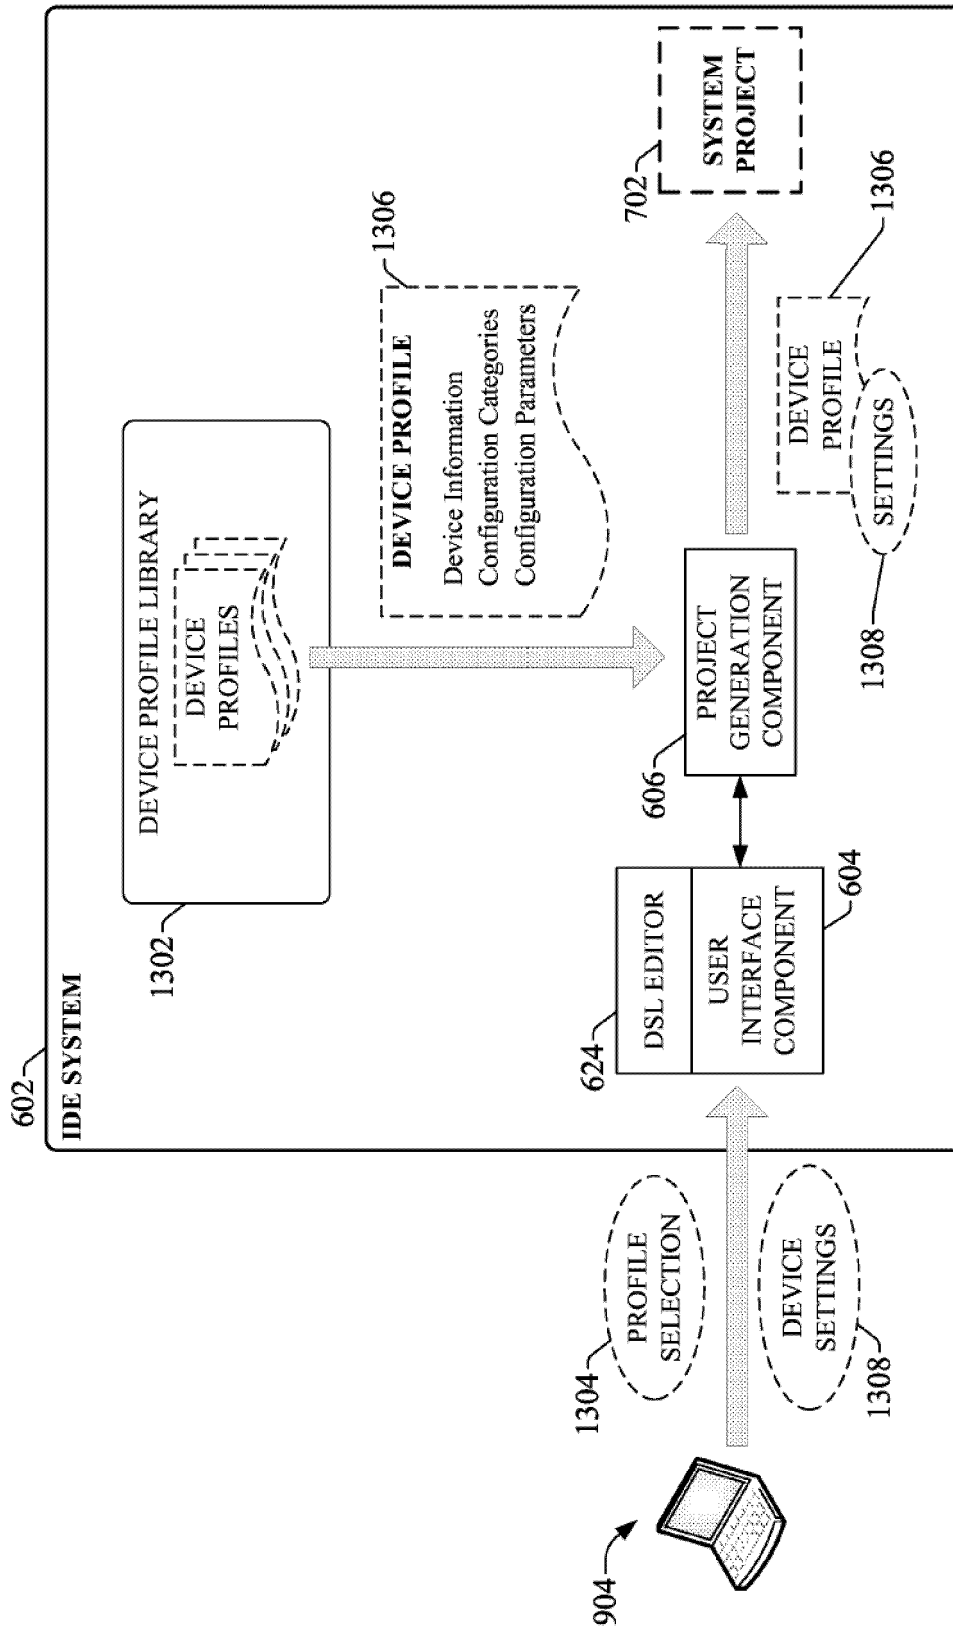 602
IDE SYSTEM
1302
DEVICE PROFILE LIBRARY
DEVICE
PROFILES
DEVICE PROFILE
Device Information
Configuration Categories
Configuration Parameters
1306
904
1304
PROFILE
SELECTION
DEVICE
SETTINGS
1308
624
DSL EDITOR
USER
INTERFACE
COMPONENT
604
606
PROJECT
GENERATION
COMPONENT
DEVICE
PROFILE
SETTINGS
1308
1306
702
SYSTEM
PROJECT